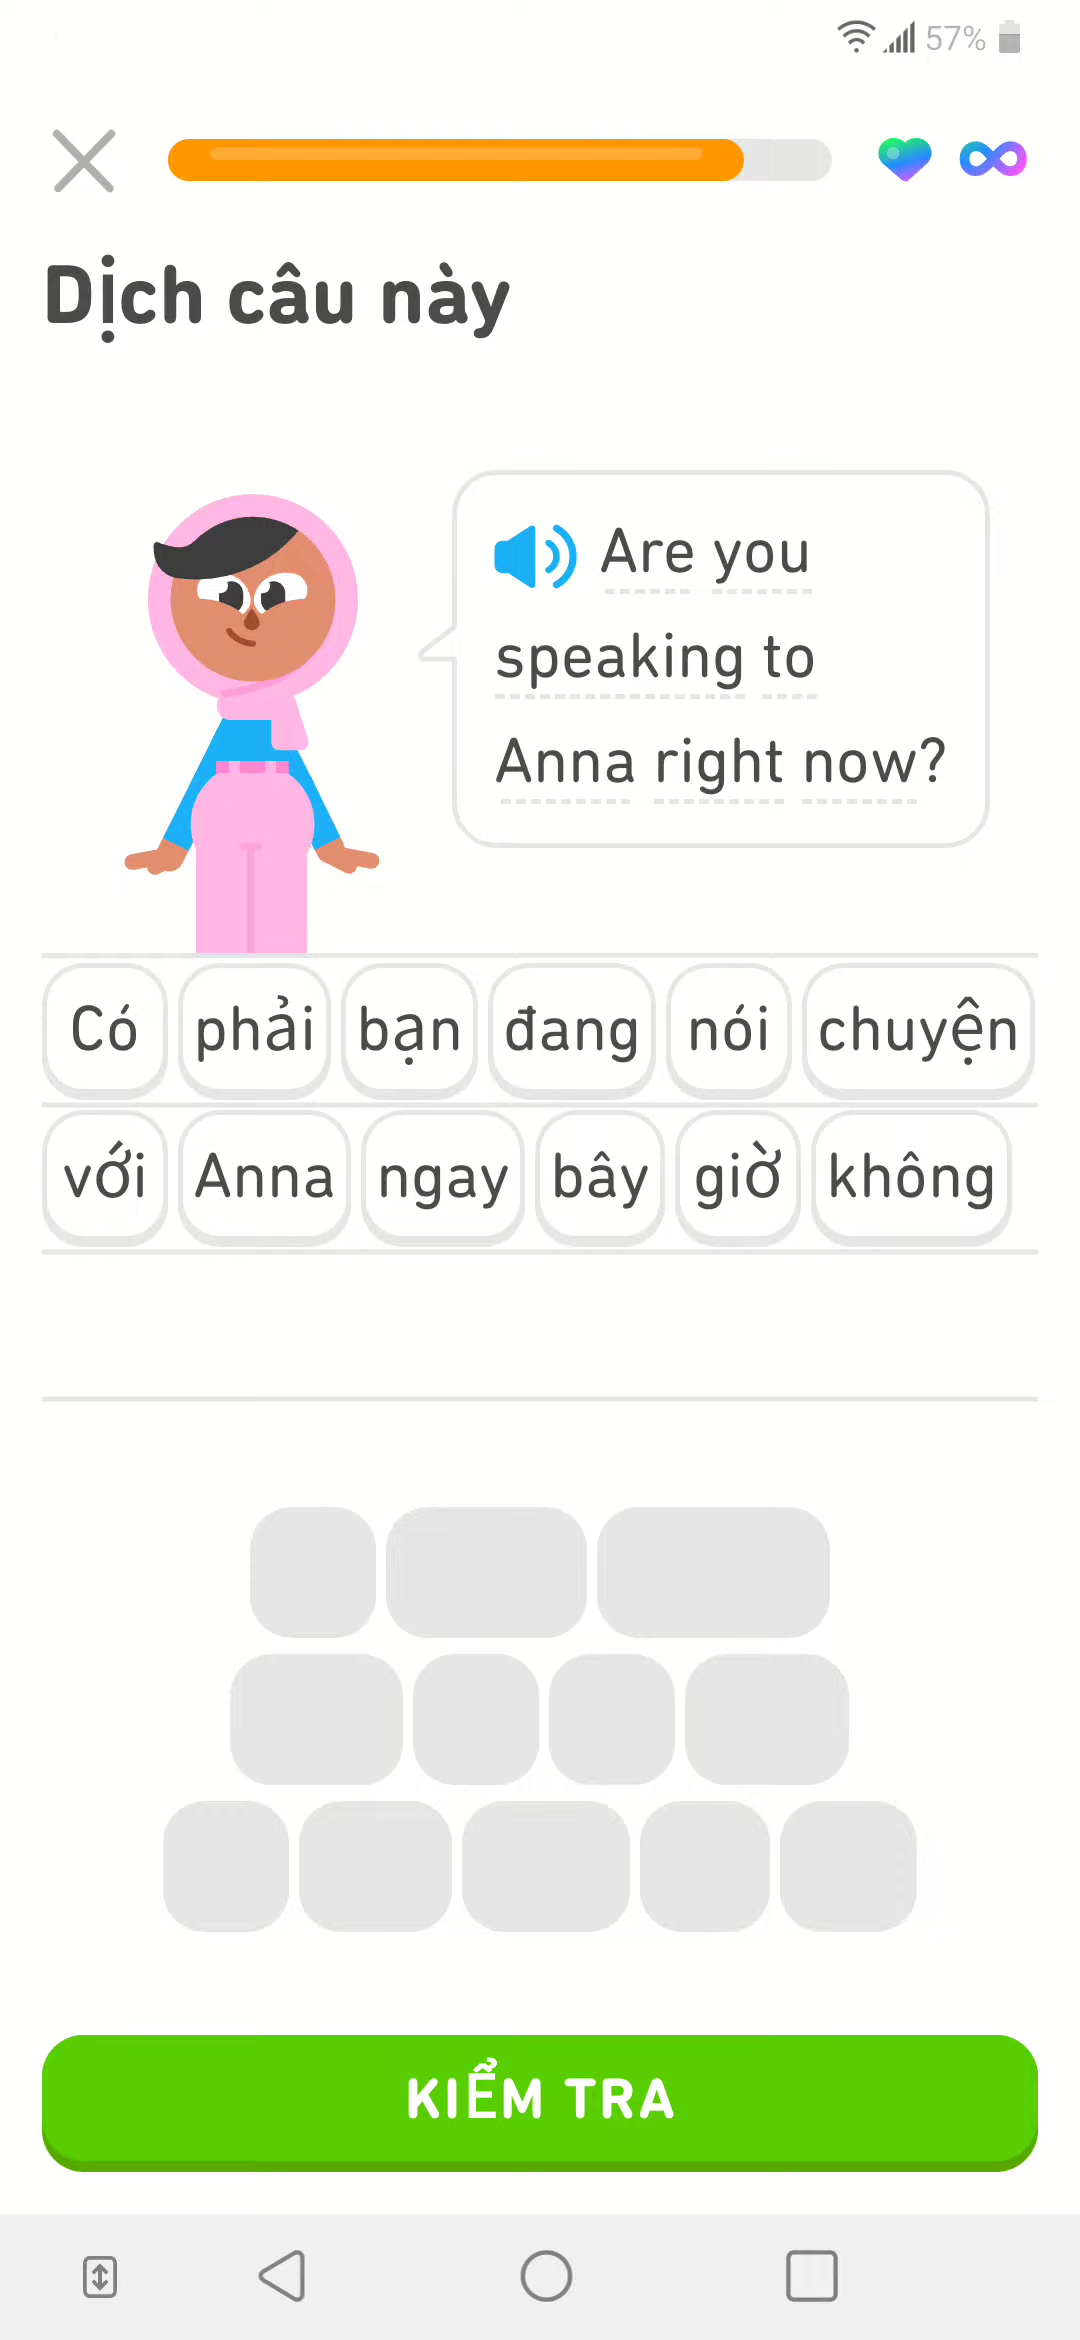 57%
Dịch câu này
Are you
speaking to
Anna right now?
Có phải bạn đang nói chuyện
với Anna ngay bây giờ không
KIỂM TRA